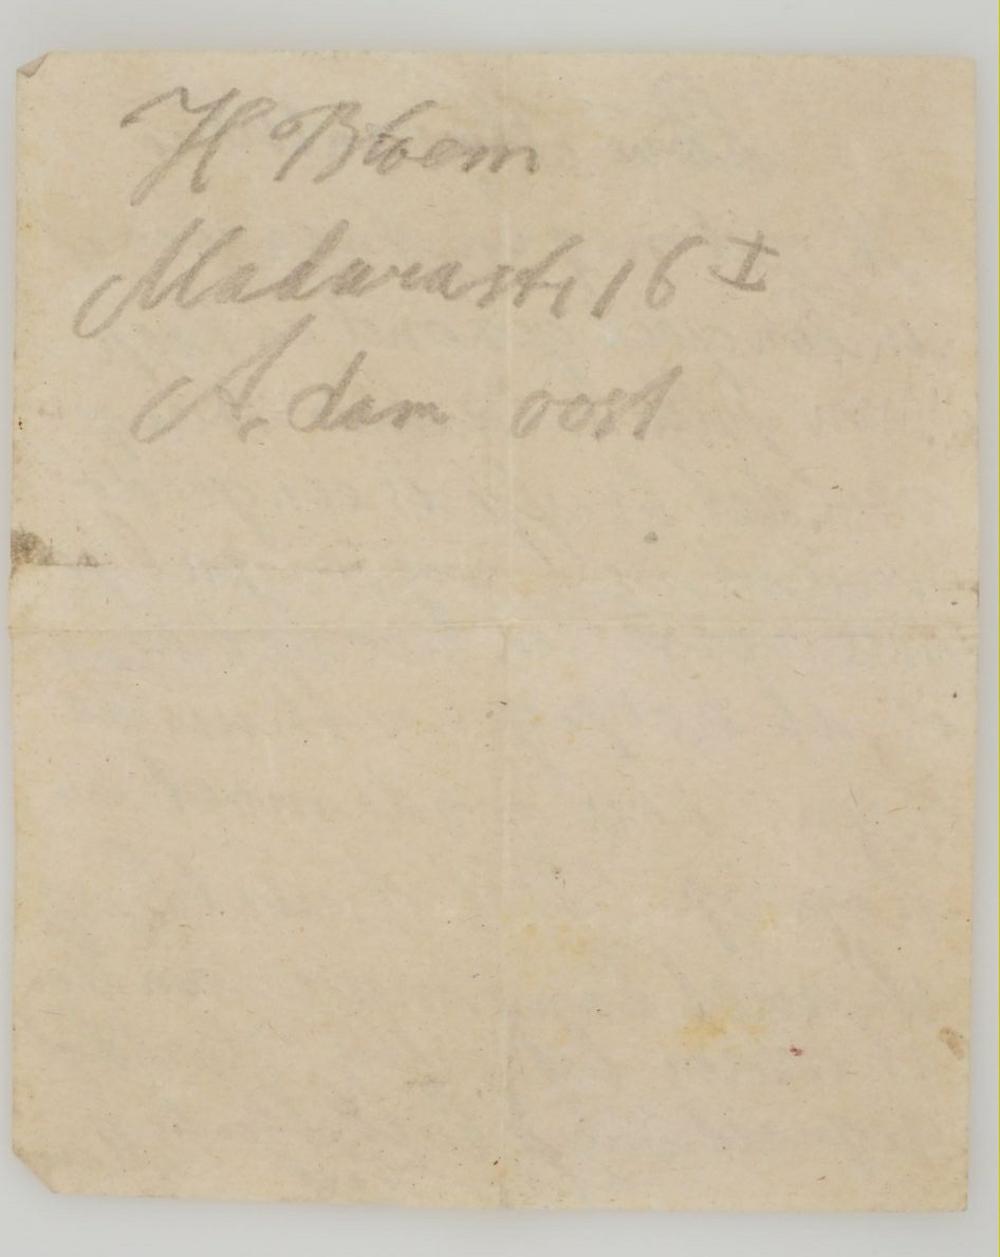 H Bloem
Madurastr, 16 I
A,dam oost